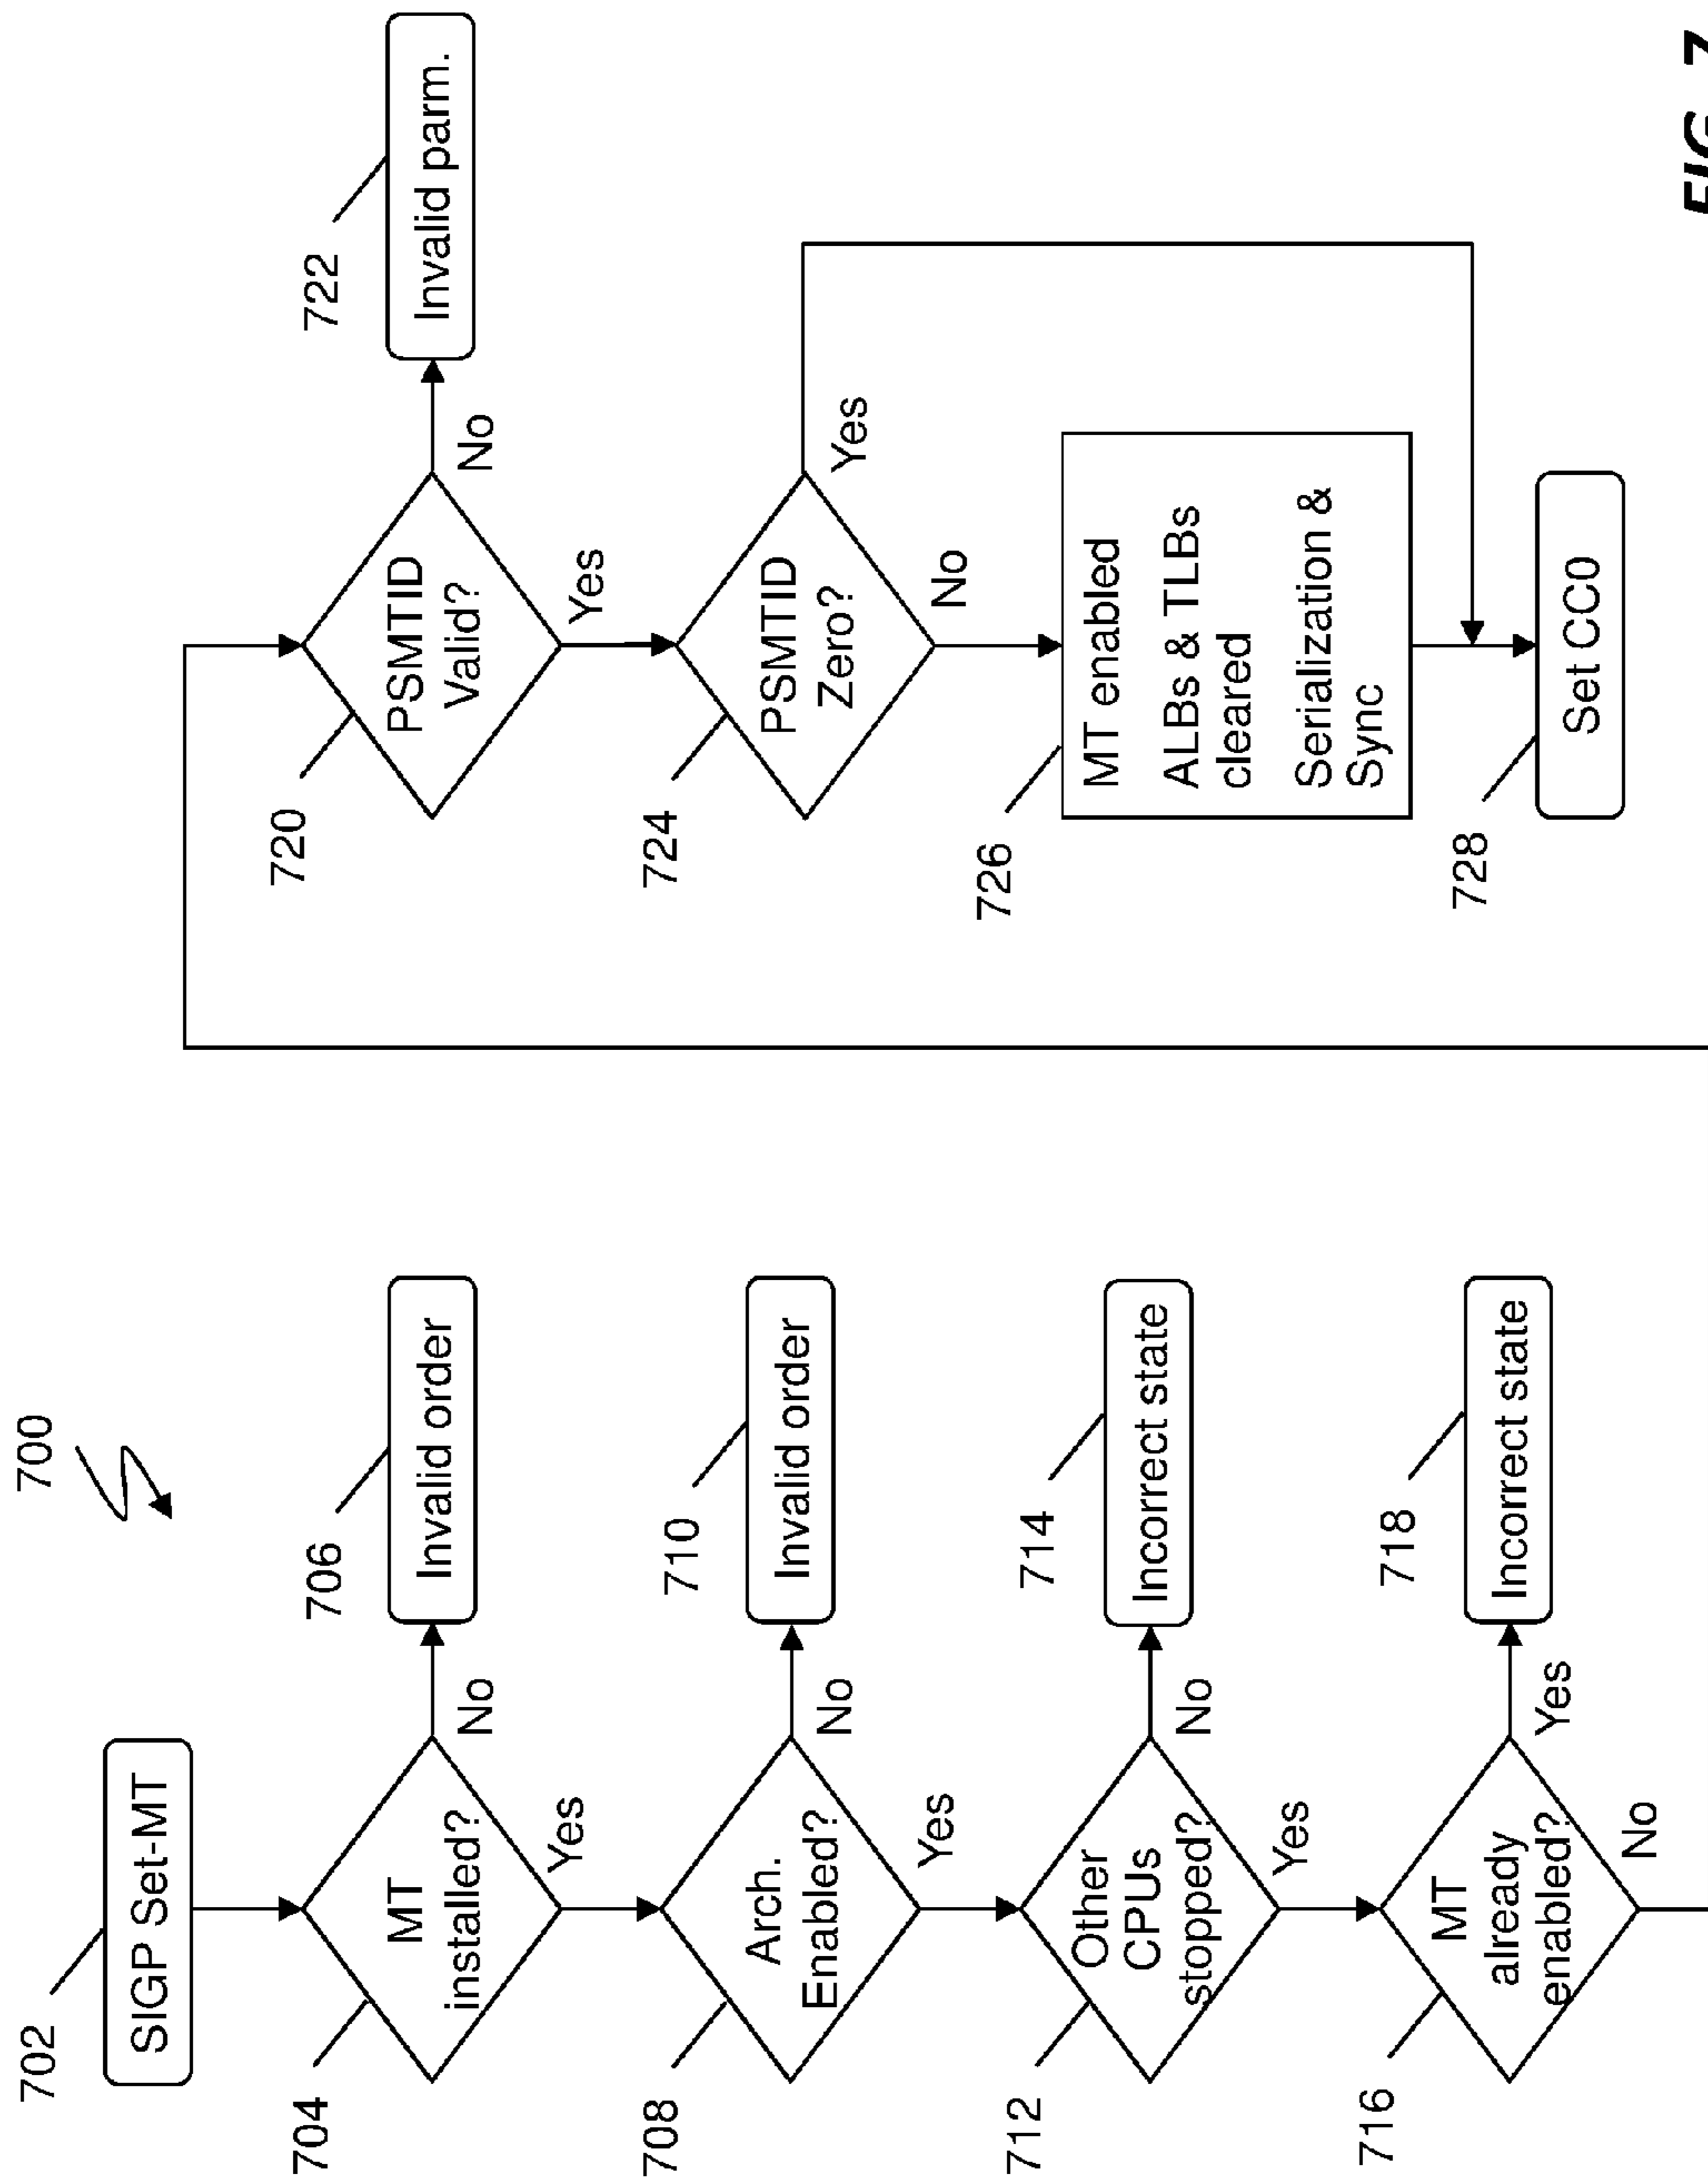 700
702
SIGP Set-MT
704
MT
installed?
No
706
Invalid order
Yes
708
Arch.
Enabled?
No
710
Invalid order
Yes
712
Other
CPUs
stopped?
No
714
Incorrect state
Yes
716
MT
already
enabled?
Yes
718
Incorrect state
No
720
PSMTID
Valid?
No
722
Invalid parm.
Yes
724
PSMTID
Zero?
Yes
No
726
MT enabled
ALBs & TLBs
cleared
Serialization &
Sync
728
Set CC0
FIG. 7